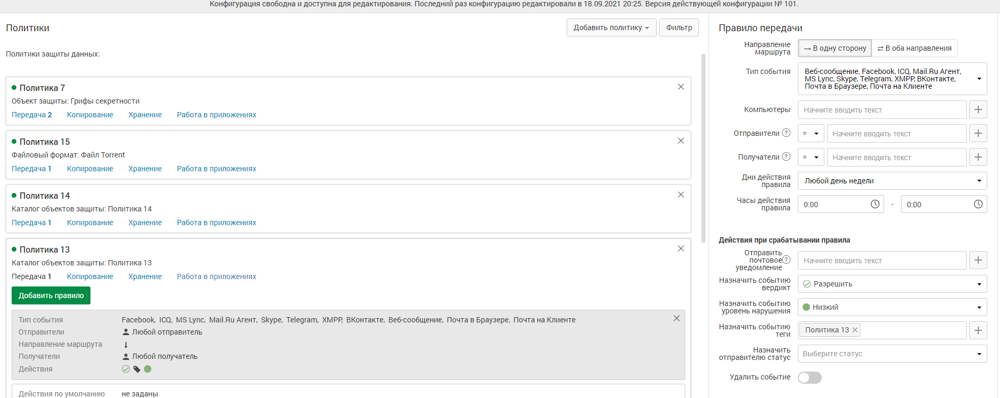 Конфигурация свободна и доступна для редактирования. Последний раз конфигурацию редактировали в 18.09.2021 20:25. Версия действующей конфигурации № 101.
Политики
Добавить политику
Фильтр
Политики защиты данных:
Политика 7
Объект защиты: Грифы секретности
Передача 2 Копирование Хранение Работа в приложениях
Политика 15
Файловый формат: Файл Torrent
Передача 1 Копирование Хранение Работа в приложениях
Политика 14
Каталог объектов защиты: Политика 14
Передача 1 Копирование Хранение Работа в приложениях
Политика 13
Каталог объектов защиты: Политика 13
Передача 1 Копирование Хранение Работа в приложениях
Добавить правило
Тип события Facebook, ICQ, MS Lync, Mail.Ru Агент, Skype, Telegram, XMPP, ВКонтакте, Веб-сообщение, Почта в Браузере, Почта на Клиенте
Отправители Любой отправитель
Направление маршрута
Получатели Любой получатель
Действия
Действия по умолчанию не заданы
Правило передачи
Направление
маршрута
→ В одну сторону ⇄ В оба направления
Тип события
Веб-сообщение, Facebook, ICQ, Mail.Ru Агент,
MS Lync, Skype, Telegram, XMPP, ВКонтакте,
Почта в Браузере, Почта на Клиенте
Компьютеры Начните вводить текст +
Отправители ? = Начните вводить текст +
Получатели ? = Начните вводить текст +
Дни действия
правила
Любой день недели
Часы действия
правила
0:00 - 0:00
Действия при срабатывании правила
Отправить
почтовое ?
уведомление
Начните вводить текст +
Назначить событию
вердикт
Разрешить
Назначить событию
уровень нарушения
Низкий
Назначить событию
теги
Политика 13 × +
Назначить
отправителю статус
Выберите статус
Удалить событие